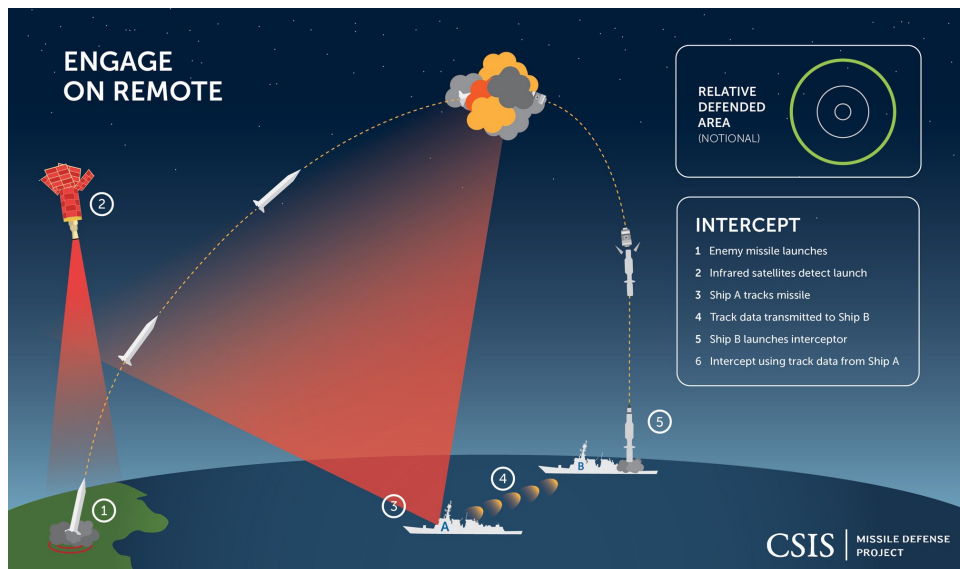 ENGAGE
ON REMOTE
RELATIVE
DEFENDED
AREA
(NOTIONAL)
2
INTERCEPT
1 Enemy missile launches
2 Infrared satellites detect launch
3 Ship A tracks missile
4 Track data transmitted to Ship B
5 Ship B launches interceptor
6 Intercept using track data from Ship A
5
B
4
3
A
1
CSIS
MISSILE DEFENSE
PROJECT